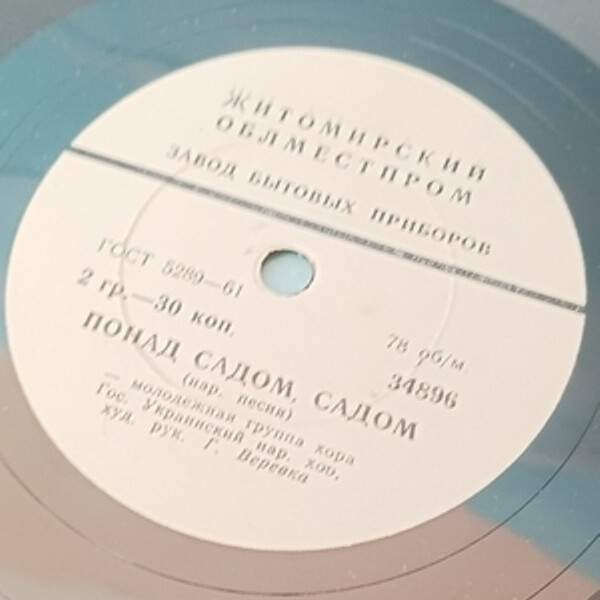 ЖИТОМИРСКИЙ
ОБЛМЕСТПРОМ
ЗАВОД БЫТОВЫХ ПРИБОРОВ
ГОСТ 5289—61
2 гр.—30 коп.
78 об/м.
34896
ПОНАД САДОМ, САДОМ
(нар. песня)
— молодежная группа хора
Гос. Украинский нар. хор,
худ. рук. Г. Веревка